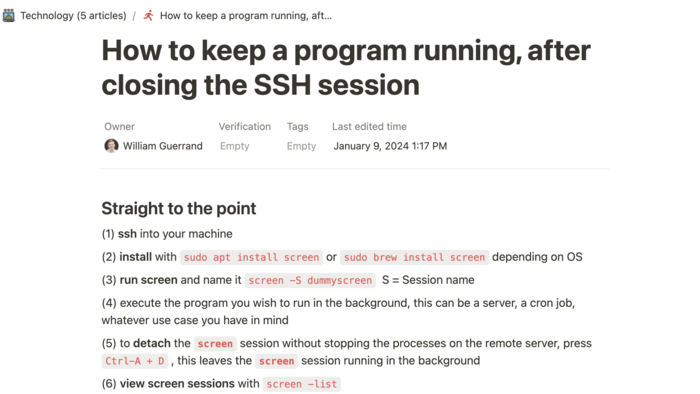 Technology (5 articles) / How to keep a program running, aft...
How to keep a program running, after
closing the SSH session
Owner Verification Tags Last edited time
William Guerrand Empty Empty January 9, 2024 1:17 PM
Straight to the point
(1) ssh into your machine
(2) install with sudo apt install screen or sudo brew install screen depending on OS
(3) run screen and name it screen -S dummyscreen S = Session name
(4) execute the program you wish to run in the background, this can be a server, a cron job,
whatever use case you have in mind
(5) to detach the screen session without stopping the processes on the remote server, press
Ctrl-A + D , this leaves the screen session running in the background
(6) view screen sessions with screen -list